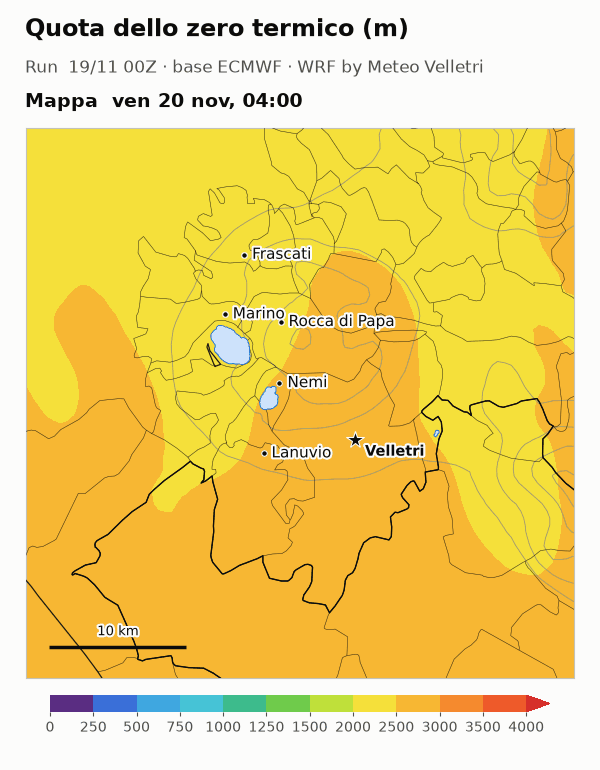 Quota dello zero termico (m)
Run  19/11 00Z · base ECMWF · WRF by Meteo Velletri
Mappa  ven 20 nov, 04:00
Frascati
Marino
Rocca di Papa
Nemi
Velletri
Lanuvio
10 km
0 250 500 750 1000 1250 1500 2000 2500 3000 3500 4000